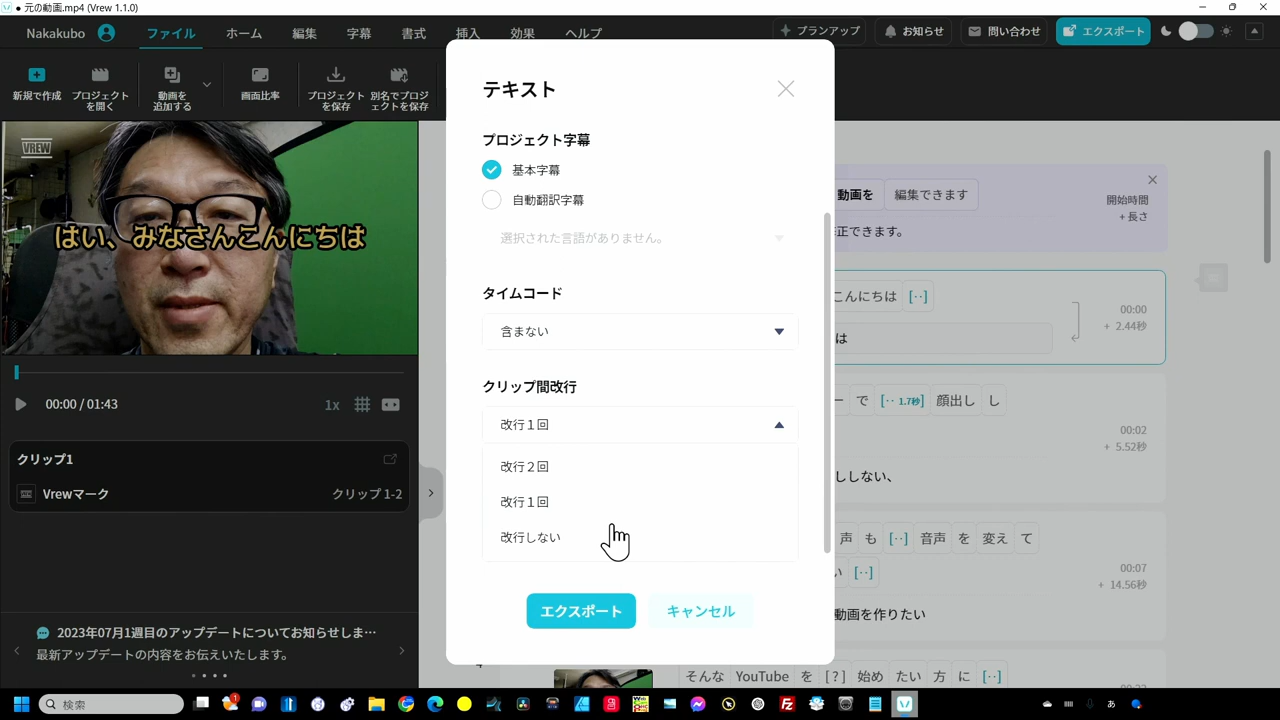 元の動画.mp4 (Vrew 1.1.0)
Nakakubo ファイル ホーム 編集 字幕 書式 挿入 効果 ヘルプ プランアップ お知らせ 問い合わせ エクスポート
新規で作成 プロジェクトを開く 動画を追加する 画面比率 プロジェクトを保存 別名でプロジェクトを保存
VREW
はい、みなさんこんにちは
00:00 / 01:43 1x
クリップ1
Vrewマーク クリップ 1-2
2023年07月1週目のアップデートについてお知らせしま…
最新アップデートの内容をお伝えいたします。
テキスト
プロジェクト字幕
基本字幕
自動翻訳字幕
選択された言語がありません。
タイムコード
含まない
クリップ間改行
改行１回
改行２回
改行１回
改行しない
エクスポート キャンセル
動画を 編集できます
正できます。
開始時間
+ 長さ
こんにちは [··]
は
00:00
+ 2.44秒
ー で [·· 1.7秒] 顔出し し
ししない、
00:02
+ 5.52秒
声 も [··] 音声 を 変え て
い [··]
動画を作りたい
00:07
+ 14.56秒
4
そんな YouTube を [?] 始め たい 方 に [··]
検索
あ